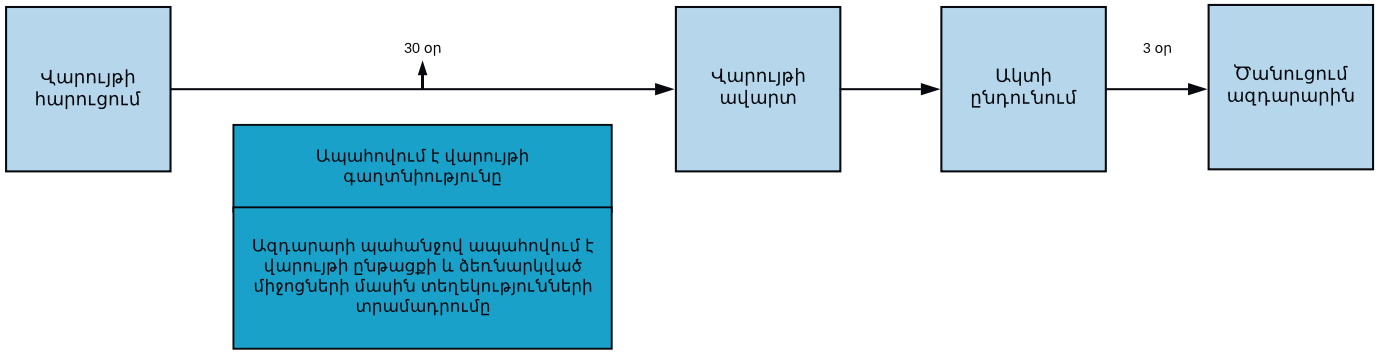 Վարույթի
հարուցում
30 օր
Ապահովում է վարույթի
գաղտնիությունը
Ազդարարի պահանջով ապահովում է
վարույթի ընթացքի և ձեռնարկված
միջոցների մասին տեղեկությունների
տրամադրումը
Վարույթի
ավարտ
Ակտի
ընդունում
3 օր
Ծանուցում
ազդարարին